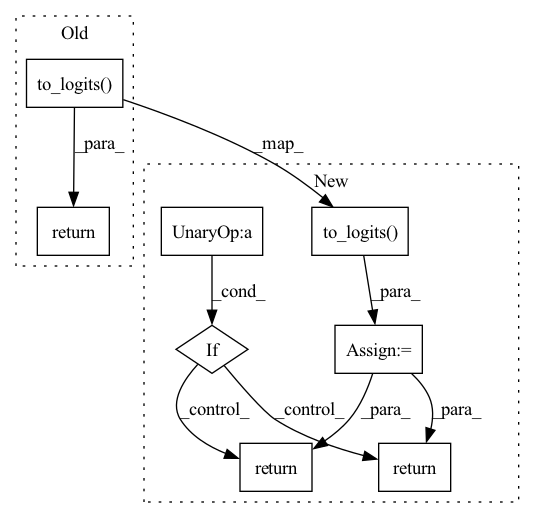 Old
to_logits()
_para_
_map_
return
New
UnaryOp:a
to_logits()
_cond_
_para_
If
Assign:=
_control_
_control_
_para_
_para_
return
return